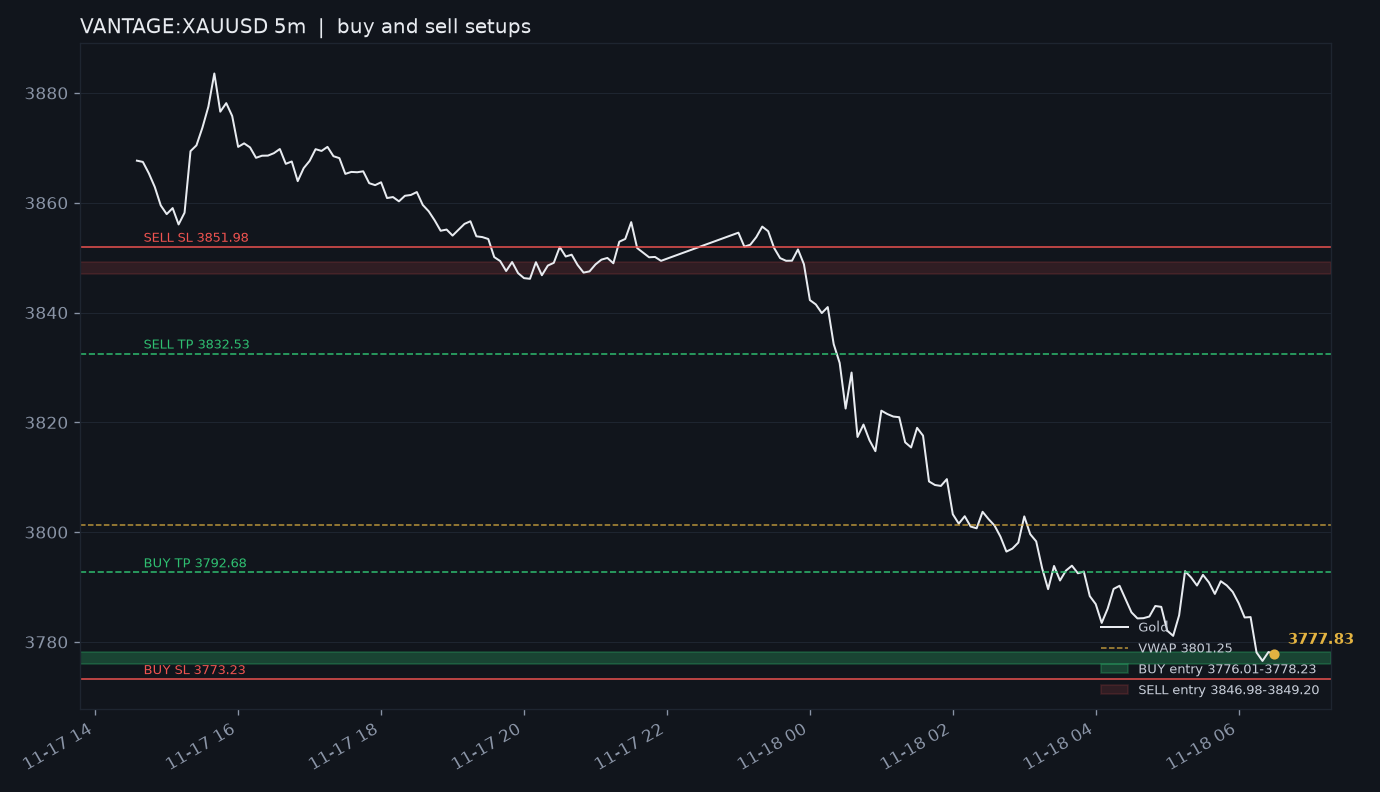 VANTAGE:XAUUSD 5m | buy and sell setups
3880
3860
SELL SL 3851.98
3840
SELL TP 3832.53
3820
3800
BUY TP 3792.68
3780
BUY SL 3773.23
3777.83
Gold
VWAP 3801.25
BUY entry 3776.01-3778.23
SELL entry 3846.98-3849.20
11-17 14
11-17 16
11-17 18
11-17 20
11-17 22
11-18 00
11-18 02
11-18 04
11-18 06